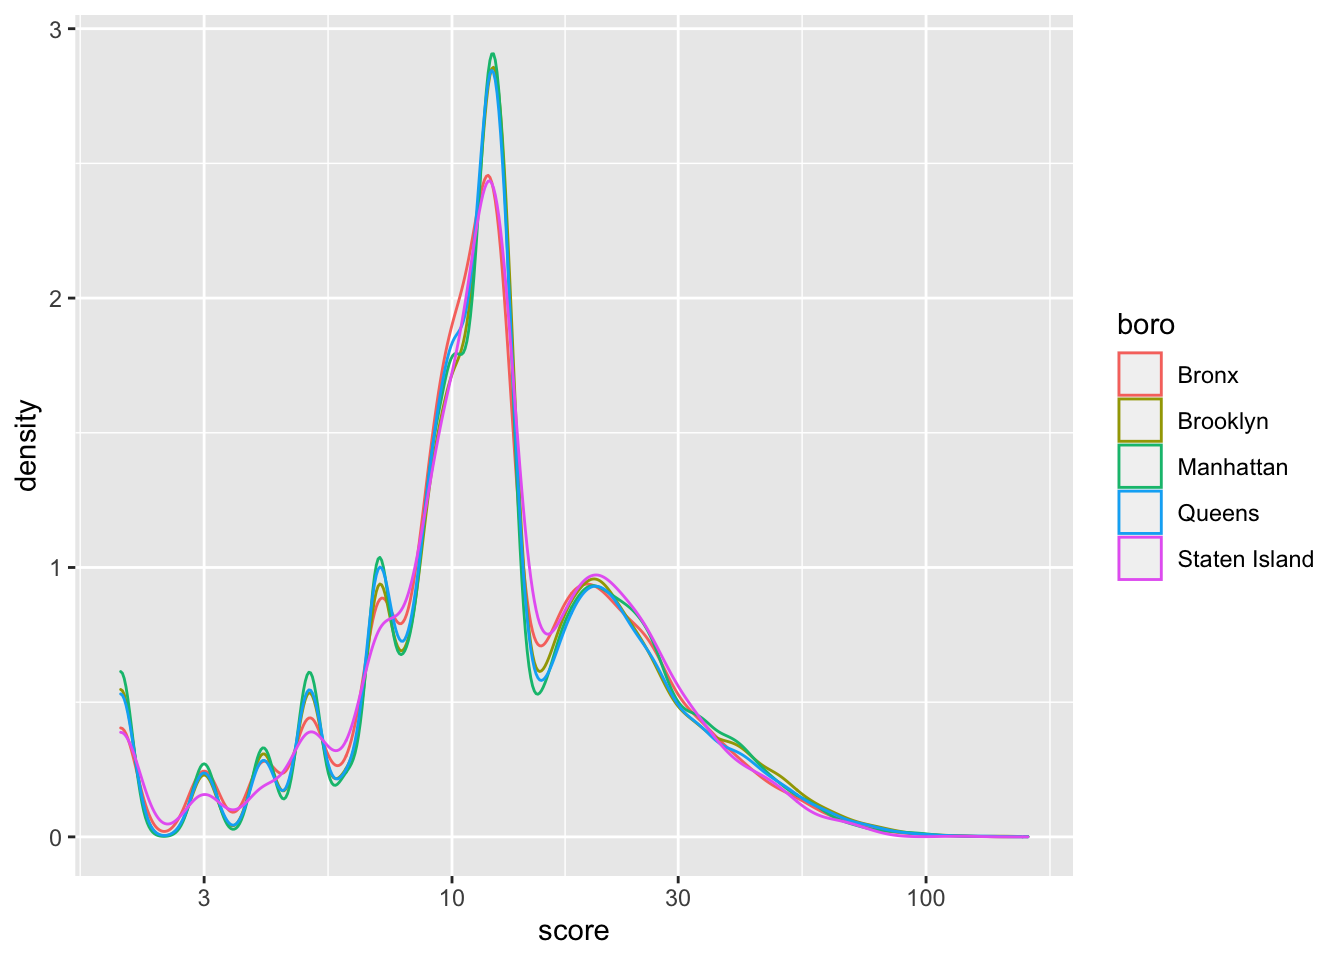 3
2
1
0
density
3 10 30 100
score
boro
Bronx
Brooklyn
Manhattan
Queens
Staten Island